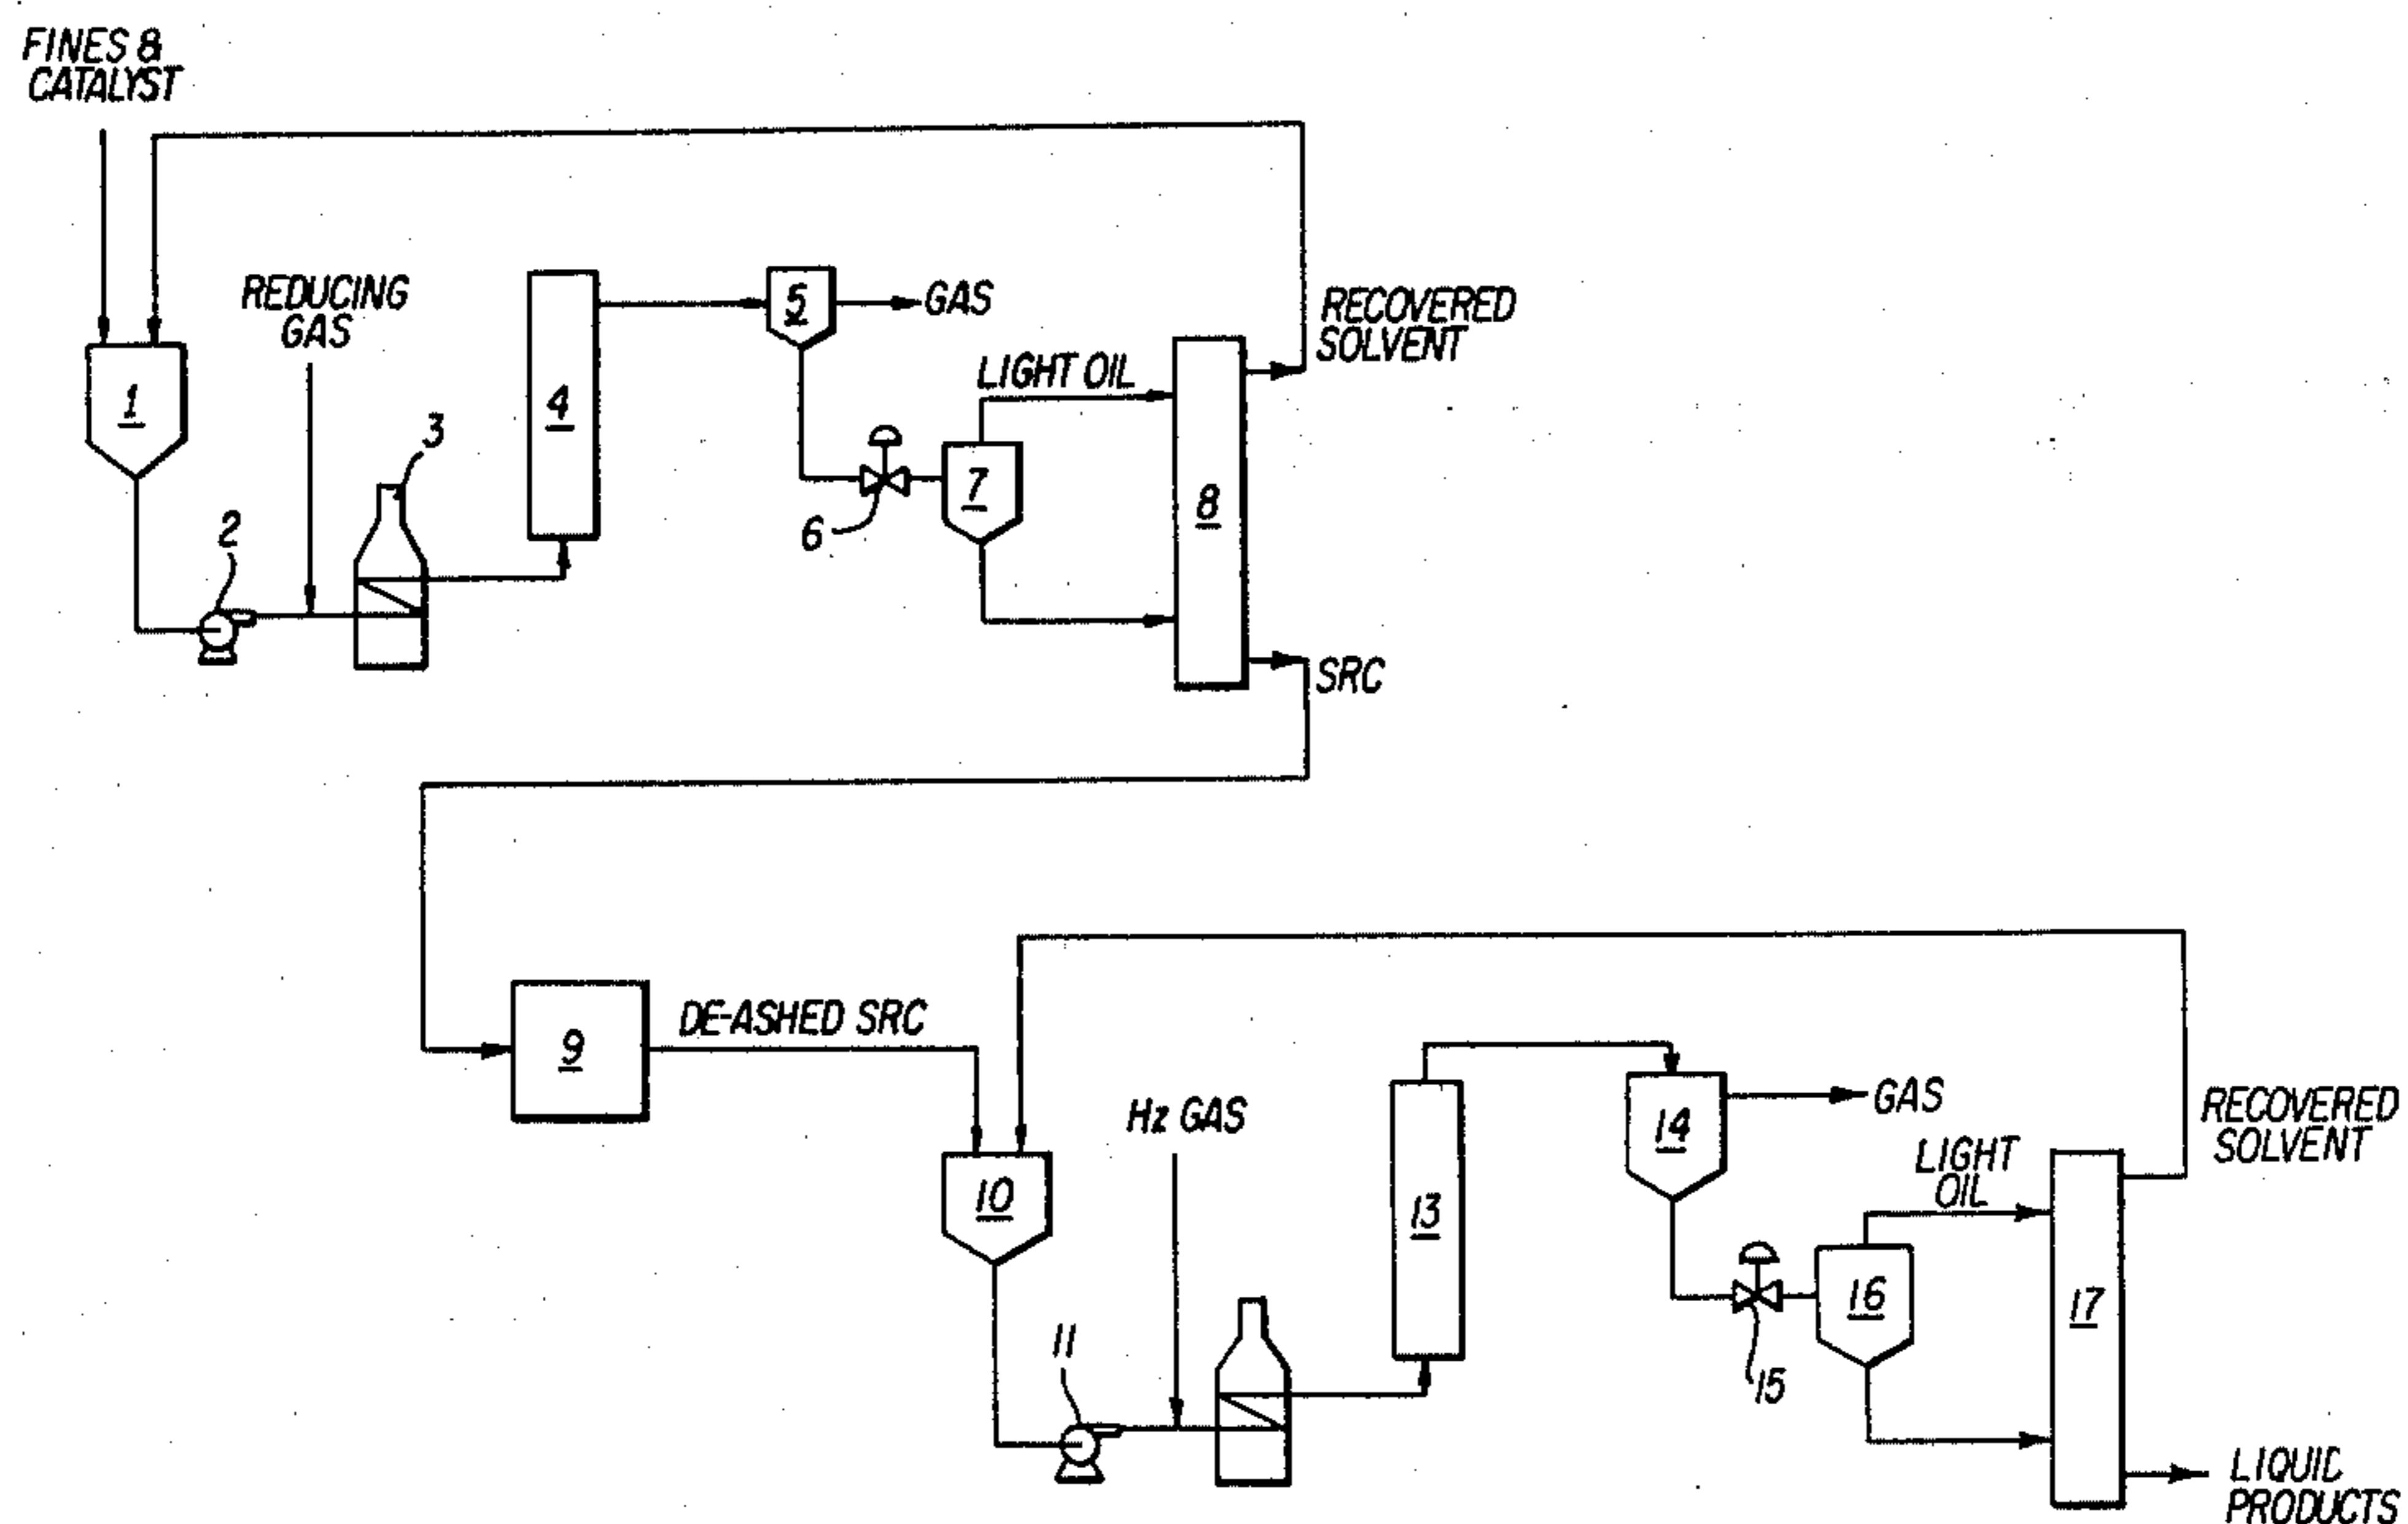 FINES &
CATALYST
REDUCING
GAS
1
2
3
4
5
GAS
6
LIGHT OIL
7
8
RECOVERED
SOLVENT
SRC
9
DE-ASHED SRC
10
11
Hz GAS
13
14
GAS
15
LIGHT
OIL
16
17
RECOVERED
SOLVENT
LIQUID
PRODUCTS